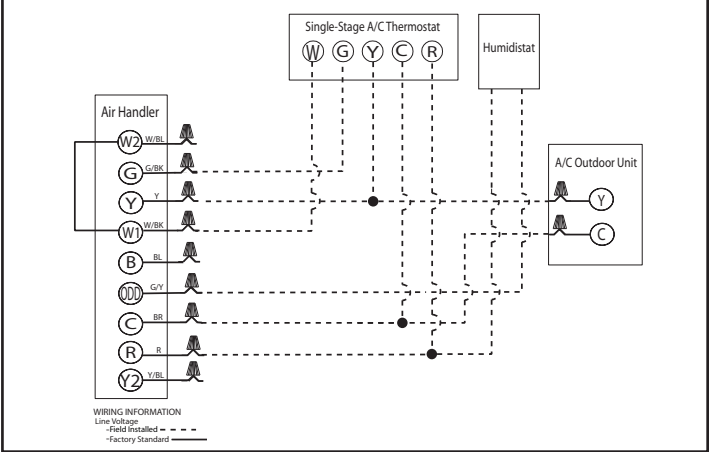 Single-Stage A/C Thermostat
W G Y C R
Humidistat
Air Handler
W2 W/BL
G G/BK
Y Y
W1 W/BK
B BL
ODD G/Y
C BR
R R
Y2 Y/BL
A/C Outdoor Unit
Y
C
WIRING INFORMATION
Line Voltage
-Field Installed
-Factory Standard